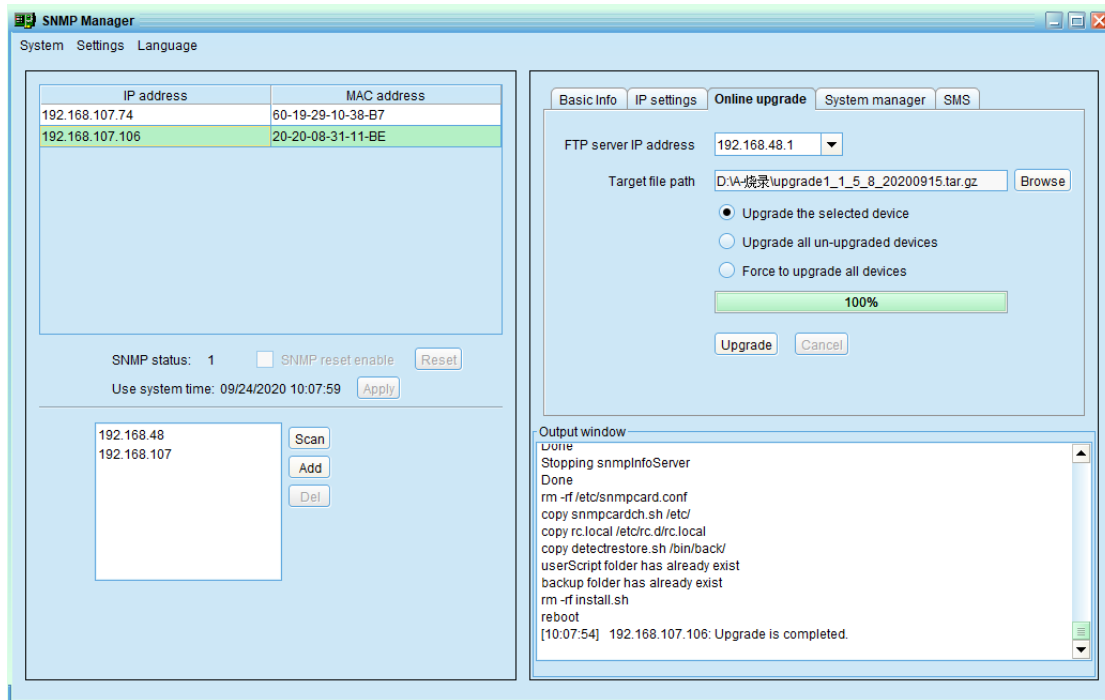 SNMP Manager
System Settings Language
IP address MAC address
192.168.107.74 60-19-29-10-38-B7
192.168.107.106 20-20-08-31-11-BE
SNMP status: 1 SNMP reset enable Reset
Use system time: 09/24/2020 10:07:59 Apply
192.168.48
192.168.107
Scan
Add
Del
Basic Info IP settings Online upgrade System manager SMS
FTP server IP address 192.168.48.1
Target file path D:\A-烧录\upgrade1_1_5_8_20200915.tar.gz Browse
Upgrade the selected device
Upgrade all un-upgraded devices
Force to upgrade all devices
100%
Upgrade Cancel
Output window
Done
Stopping snmpInfoServer
Done
rm -rf /etc/snmpcard.conf
copy snmpcardch.sh /etc/
copy rc.local /etc/rc.d/rc.local
copy detectrestore.sh /bin/back/
userScript folder has already exist
backup folder has already exist
rm -rf install.sh
reboot
[10:07:54] 192.168.107.106: Upgrade is completed.